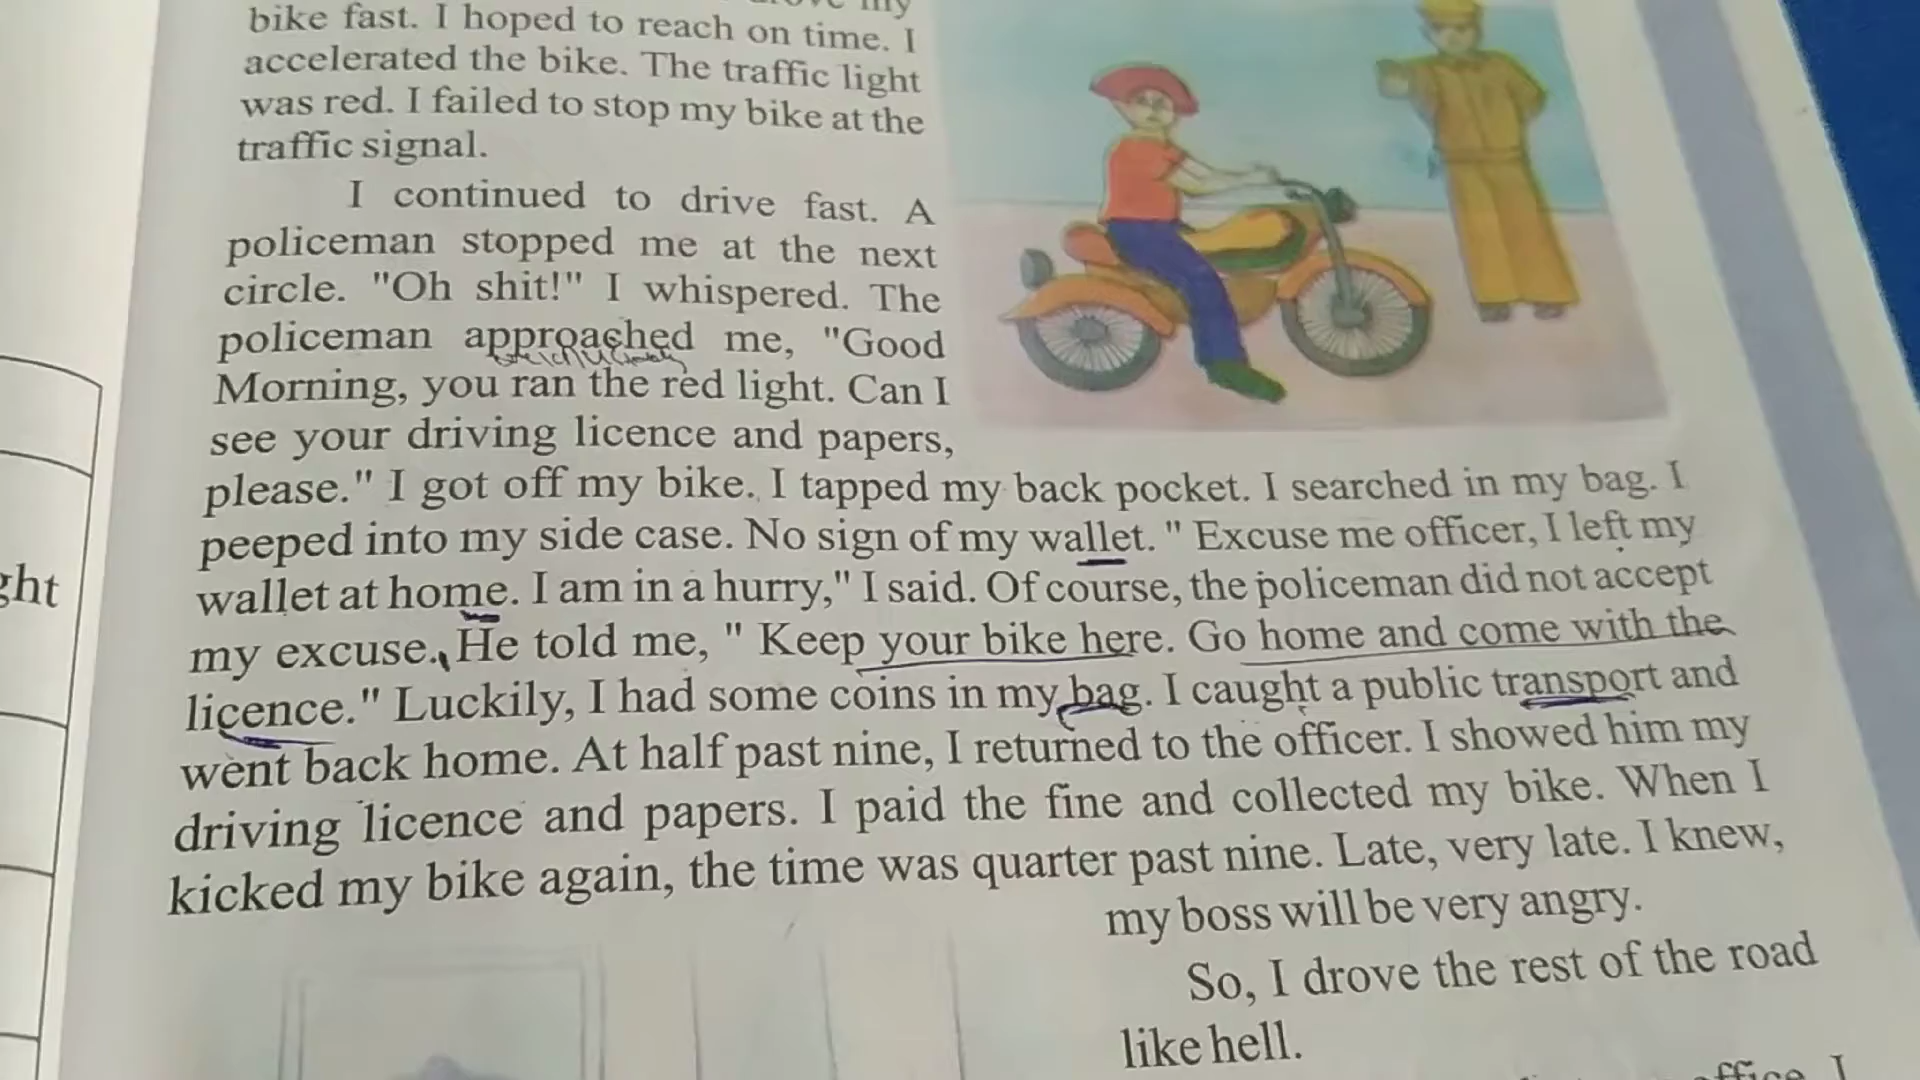 my
bike fast. I hoped to reach on time. I
accelerated the bike. The traffic light
was red. I failed to stop my bike at the
traffic signal.
I continued to drive fast. A
policeman stopped me at the next
circle. "Oh shit!" I whispered. The
policeman approached me, "Good
Morning, you ran the red light. Can I
see your driving licence and papers,
please." I got off my bike. I tapped my back pocket. I searched in my bag. I
peeped into my side case. No sign of my wallet. " Excuse me officer, I left my
wallet at home. I am in a hurry," I said. Of course, the policeman did not accept
my excuse. He told me, " Keep your bike here. Go home and come with the
licence." Luckily, I had some coins in my bag. I caught a public transport and
went back home. At half past nine, I returned to the officer. I showed him my
driving licence and papers. I paid the fine and collected my bike. When I
kicked my bike again, the time was quarter past nine. Late, very late. I knew,
my boss will be very angry.
So, I drove the rest of the road
like hell.
ght